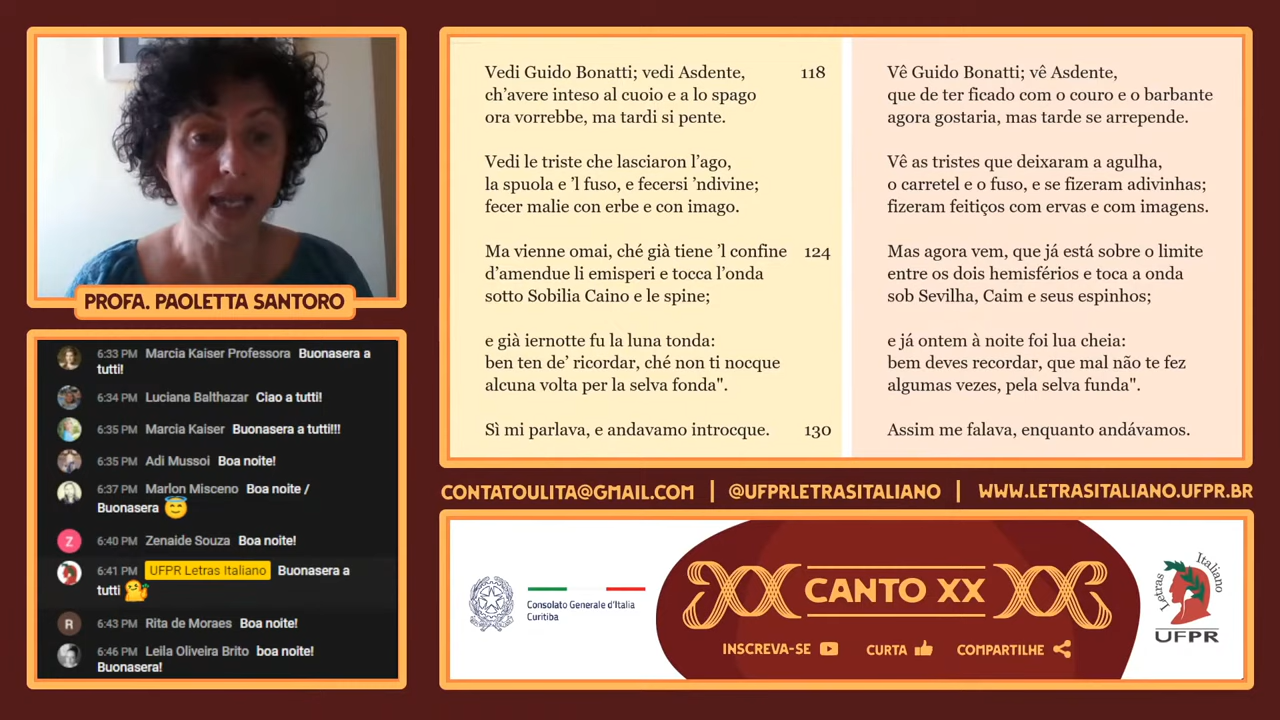 PROFA. PAOLETTA SANTORO
6:33 PM Marcia Kaiser Professora Buonasera a
tutti!
6:34 PM Luciana Balthazar Ciao a tutti!
6:35 PM Marcia Kaiser Buonasera a tutti!!!
6:35 PM Adi Mussoi Boa noite!
6:37 PM Marlon Misceno Boa noite /
Buonasera 😇
Z 6:40 PM Zenaide Souza Boa noite!
6:41 PM UFPR Letras Italiano Buonasera a
tutti
R 6:43 PM Rita de Moraes Boa noite!
6:46 PM Leila Oliveira Brito boa noite!
Buonasera!
Vedi Guido Bonatti; vedi Asdente, 118
ch’avere inteso al cuoio e a lo spago
ora vorrebbe, ma tardi si pente.
Vedi le triste che lasciaron l’ago,
la spuola e ’l fuso, e fecersi ’ndivine;
fecer malie con erbe e con imago.
Ma vienne omai, ché già tiene ’l confine 124
d’amendue li emisperi e tocca l’onda
sotto Sobilia Caino e le spine;
e già iernotte fu la luna tonda:
ben ten de’ ricordar, ché non ti nocque
alcuna volta per la selva fonda".
Sì mi parlava, e andavamo introcque. 130
Vê Guido Bonatti; vê Asdente,
que de ter ficado com o couro e o barbante
agora gostaria, mas tarde se arrepende.
Vê as tristes que deixaram a agulha,
o carretel e o fuso, e se fizeram adivinhas;
fizeram feitiços com ervas e com imagens.
Mas agora vem, que já está sobre o limite
entre os dois hemisférios e toca a onda
sob Sevilha, Caim e seus espinhos;
e já ontem à noite foi lua cheia:
bem deves recordar, que mal não te fez
algumas vezes, pela selva funda".
Assim me falava, enquanto andávamos.
CONTATOULITA@GMAIL.COM | @UFPRLETRASITALIANO | WWW.LETRASITALIANO.UFPR.BR
Consolato Generale d'Italia
Curitiba
XX CANTO XX XX
INSCREVA-SE CURTA COMPARTILHE
Letras Italiano
UFPR